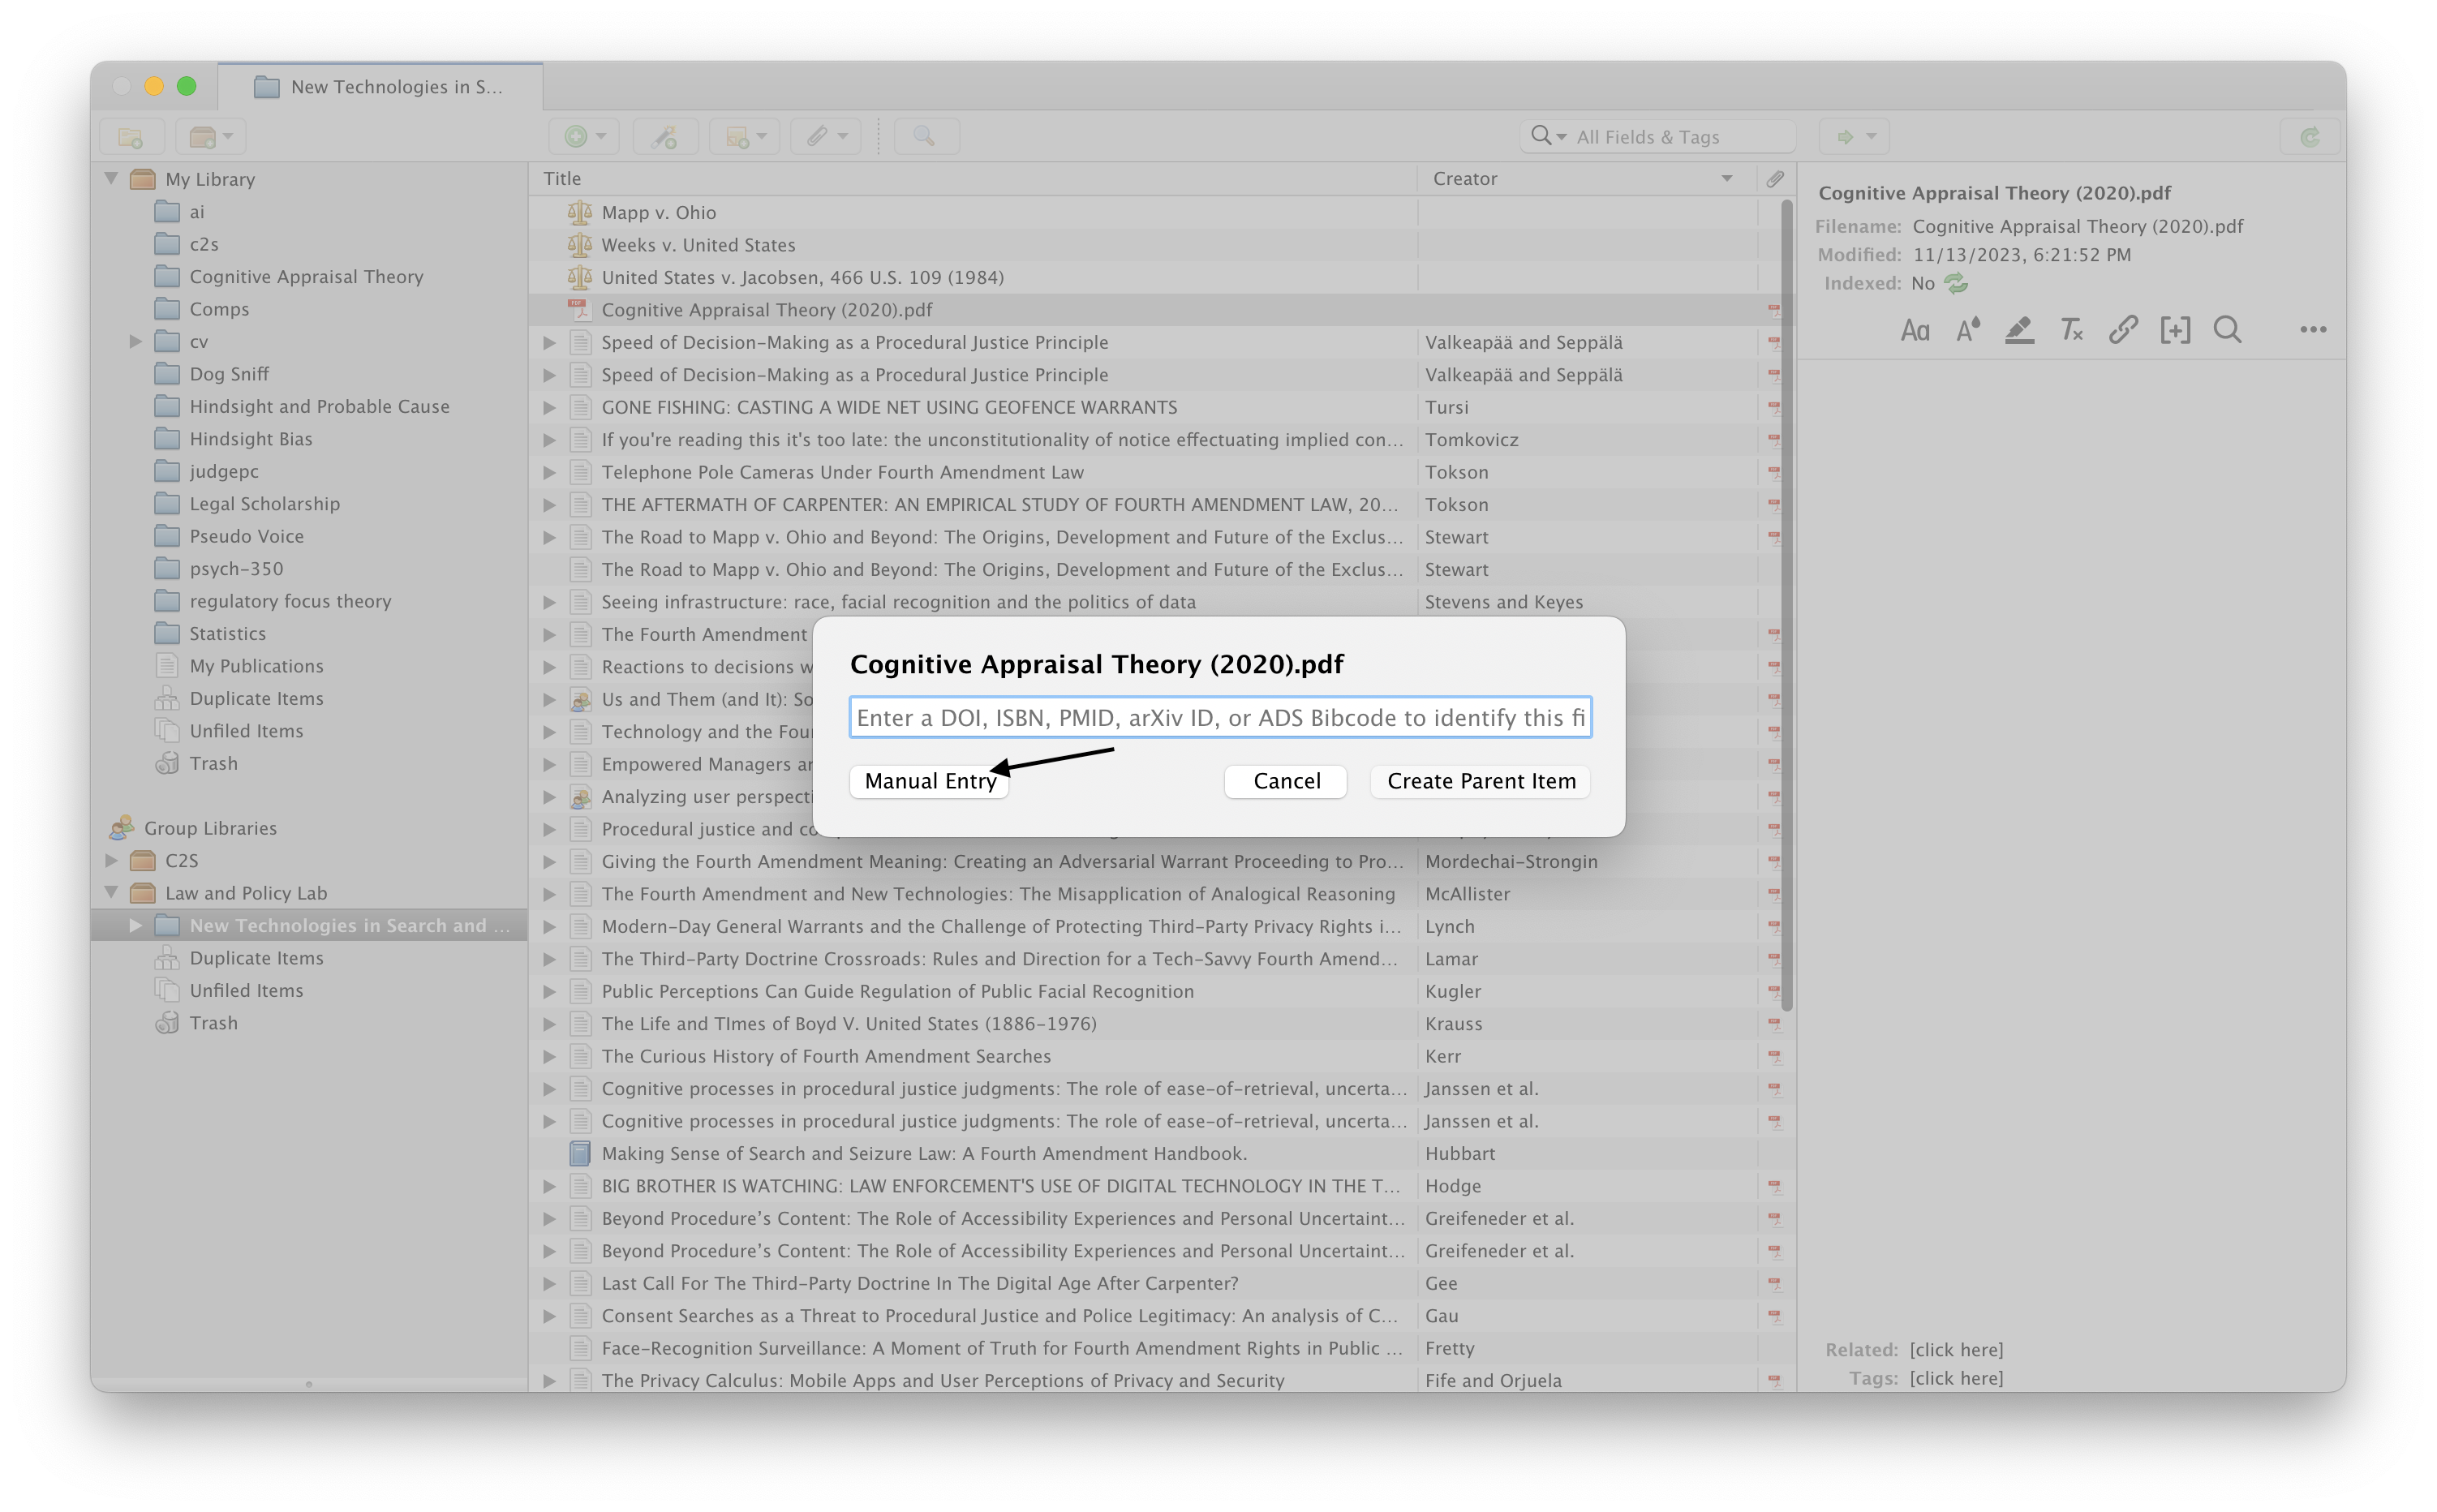 New Technologies in S...
All Fields & Tags
My Library
ai
c2s
Cognitive Appraisal Theory
Comps
cv
Dog Sniff
Hindsight and Probable Cause
Hindsight Bias
judgepc
Legal Scholarship
Pseudo Voice
psych-350
regulatory focus theory
Statistics
My Publications
Duplicate Items
Unfiled Items
Trash
Group Libraries
C2S
Law and Policy Lab
New Technologies in Search and ...
Duplicate Items
Unfiled Items
Trash
Title Creator
Mapp v. Ohio
Weeks v. United States
United States v. Jacobsen, 466 U.S. 109 (1984)
Cognitive Appraisal Theory (2020).pdf
Speed of Decision-Making as a Procedural Justice Principle Valkeapää and Seppälä
Speed of Decision-Making as a Procedural Justice Principle Valkeapää and Seppälä
GONE FISHING: CASTING A WIDE NET USING GEOFENCE WARRANTS Tursi
If you're reading this it's too late: the unconstitutionality of notice effectuating implied con... Tomkovicz
Telephone Pole Cameras Under Fourth Amendment Law Tokson
THE AFTERMATH OF CARPENTER: AN EMPIRICAL STUDY OF FOURTH AMENDMENT LAW, 20... Tokson
The Road to Mapp v. Ohio and Beyond: The Origins, Development and Future of the Exclus... Stewart
The Road to Mapp v. Ohio and Beyond: The Origins, Development and Future of the Exclus... Stewart
Seeing infrastructure: race, facial recognition and the politics of data Stevens and Keyes
The Fourth Amendment
Reactions to decisions w
Us and Them (and It): So
Technology and the Fou
Empowered Managers ar
Analyzing user perspecti
Procedural justice and co
Cognitive Appraisal Theory (2020).pdf
Enter a DOI, ISBN, PMID, arXiv ID, or ADS Bibcode to identify this fi
Manual Entry Cancel Create Parent Item
Giving the Fourth Amendment Meaning: Creating an Adversarial Warrant Proceeding to Pro... Mordechai-Strongin
The Fourth Amendment and New Technologies: The Misapplication of Analogical Reasoning McAllister
Modern-Day General Warrants and the Challenge of Protecting Third-Party Privacy Rights i... Lynch
The Third-Party Doctrine Crossroads: Rules and Direction for a Tech-Savvy Fourth Amend... Lamar
Public Perceptions Can Guide Regulation of Public Facial Recognition Kugler
The Life and TImes of Boyd V. United States (1886-1976) Krauss
The Curious History of Fourth Amendment Searches Kerr
Cognitive processes in procedural justice judgments: The role of ease-of-retrieval, uncerta... Janssen et al.
Cognitive processes in procedural justice judgments: The role of ease-of-retrieval, uncerta... Janssen et al.
Making Sense of Search and Seizure Law: A Fourth Amendment Handbook. Hubbart
BIG BROTHER IS WATCHING: LAW ENFORCEMENT'S USE OF DIGITAL TECHNOLOGY IN THE T... Hodge
Beyond Procedure's Content: The Role of Accessibility Experiences and Personal Uncertaint... Greifeneder et al.
Beyond Procedure's Content: The Role of Accessibility Experiences and Personal Uncertaint... Greifeneder et al.
Last Call For The Third-Party Doctrine In The Digital Age After Carpenter? Gee
Consent Searches as a Threat to Procedural Justice and Police Legitimacy: An analysis of C... Gau
Face-Recognition Surveillance: A Moment of Truth for Fourth Amendment Rights in Public ... Fretty
The Privacy Calculus: Mobile Apps and User Perceptions of Privacy and Security Fife and Orjuela
Cognitive Appraisal Theory (2020).pdf
Filename: Cognitive Appraisal Theory (2020).pdf
Modified: 11/13/2023, 6:21:52 PM
Indexed: No
Related: [click here]
Tags: [click here]